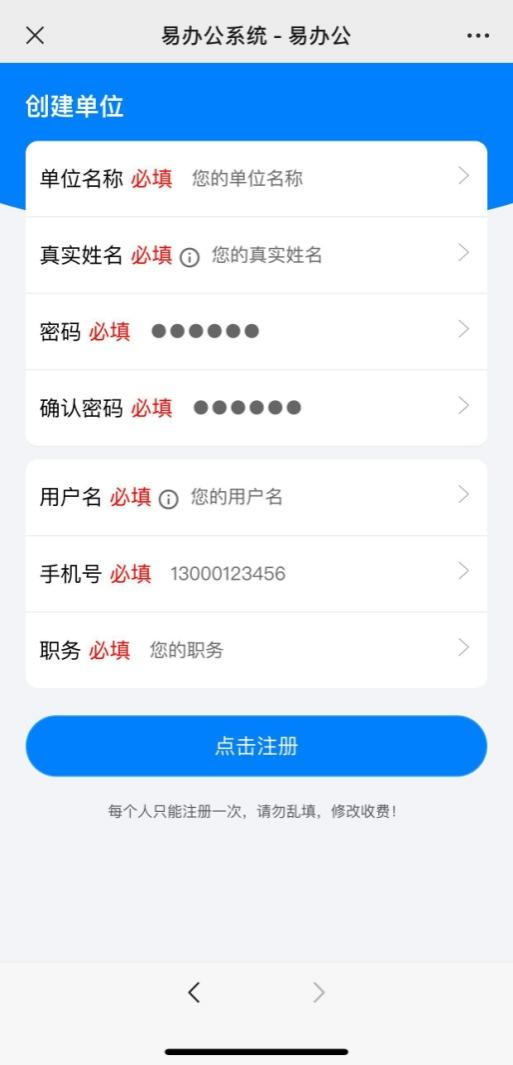 易办公系统 - 易办公
创建单位
单位名称 必填 您的单位名称
真实姓名 必填 您的真实姓名
密码 必填 ●●●●●●
确认密码 必填 ●●●●●●
用户名 必填 您的用户名
手机号 必填 13000123456
职务 必填 您的职务
点击注册
每个人只能注册一次，请勿乱填，修改收费！